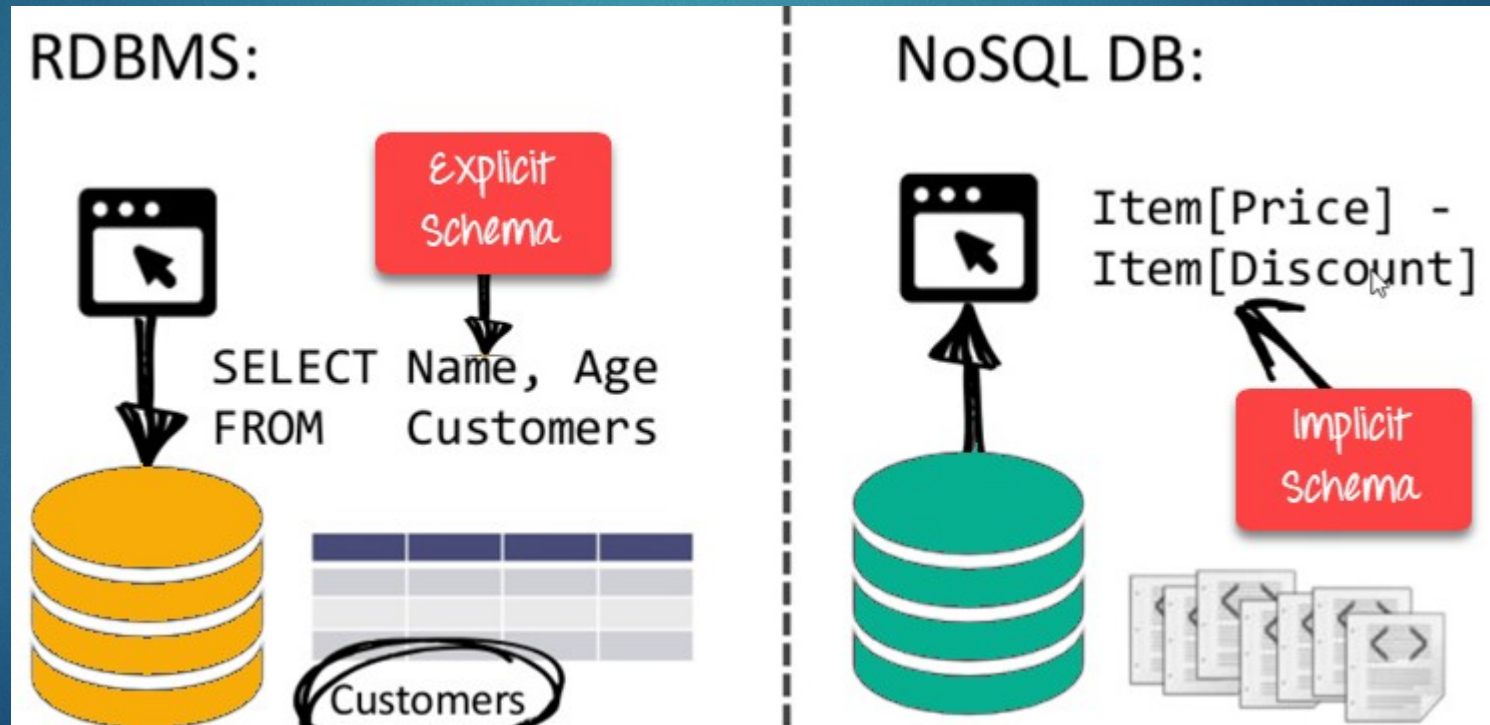 RDBMS:
Explicit
Schema
SELECT Name, Age
FROM Customers
Customers
NoSQL DB:
Item[Price] -
Item[Discount]
Implicit
Schema